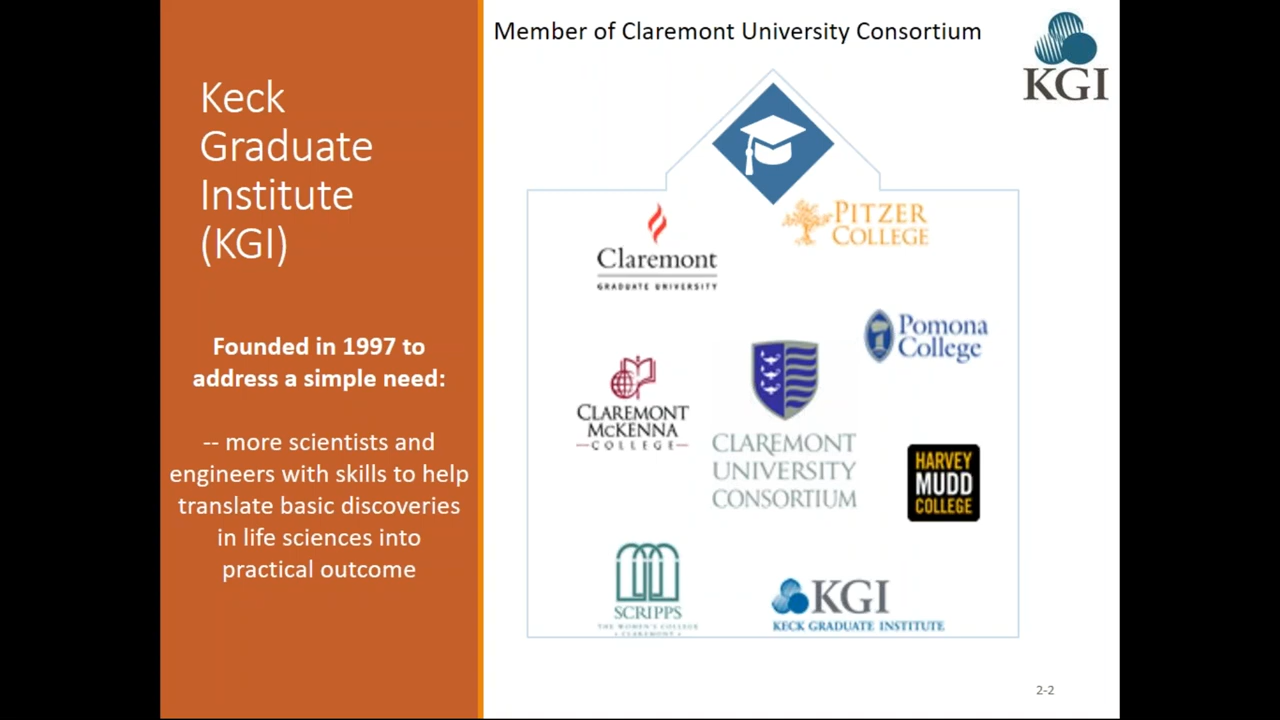 Member of Claremont University Consortium
KGI
Keck
Graduate
Institute
(KGI)
Founded in 1997 to
address a simple need:
-- more scientists and
engineers with skills to help
translate basic discoveries
in life sciences into
practical outcome
Claremont
GRADUATE UNIVERSITY
PITZER
COLLEGE
Pomona
College
CLAREMONT
MCKENNA
COLLEGE
CLAREMONT
UNIVERSITY
CONSORTIUM
HARVEY
MUDD
COLLEGE
SCRIPPS
THE WOMEN'S COLLEGE
CLAREMONT
KGI
KECK GRADUATE INSTITUTE
2-2